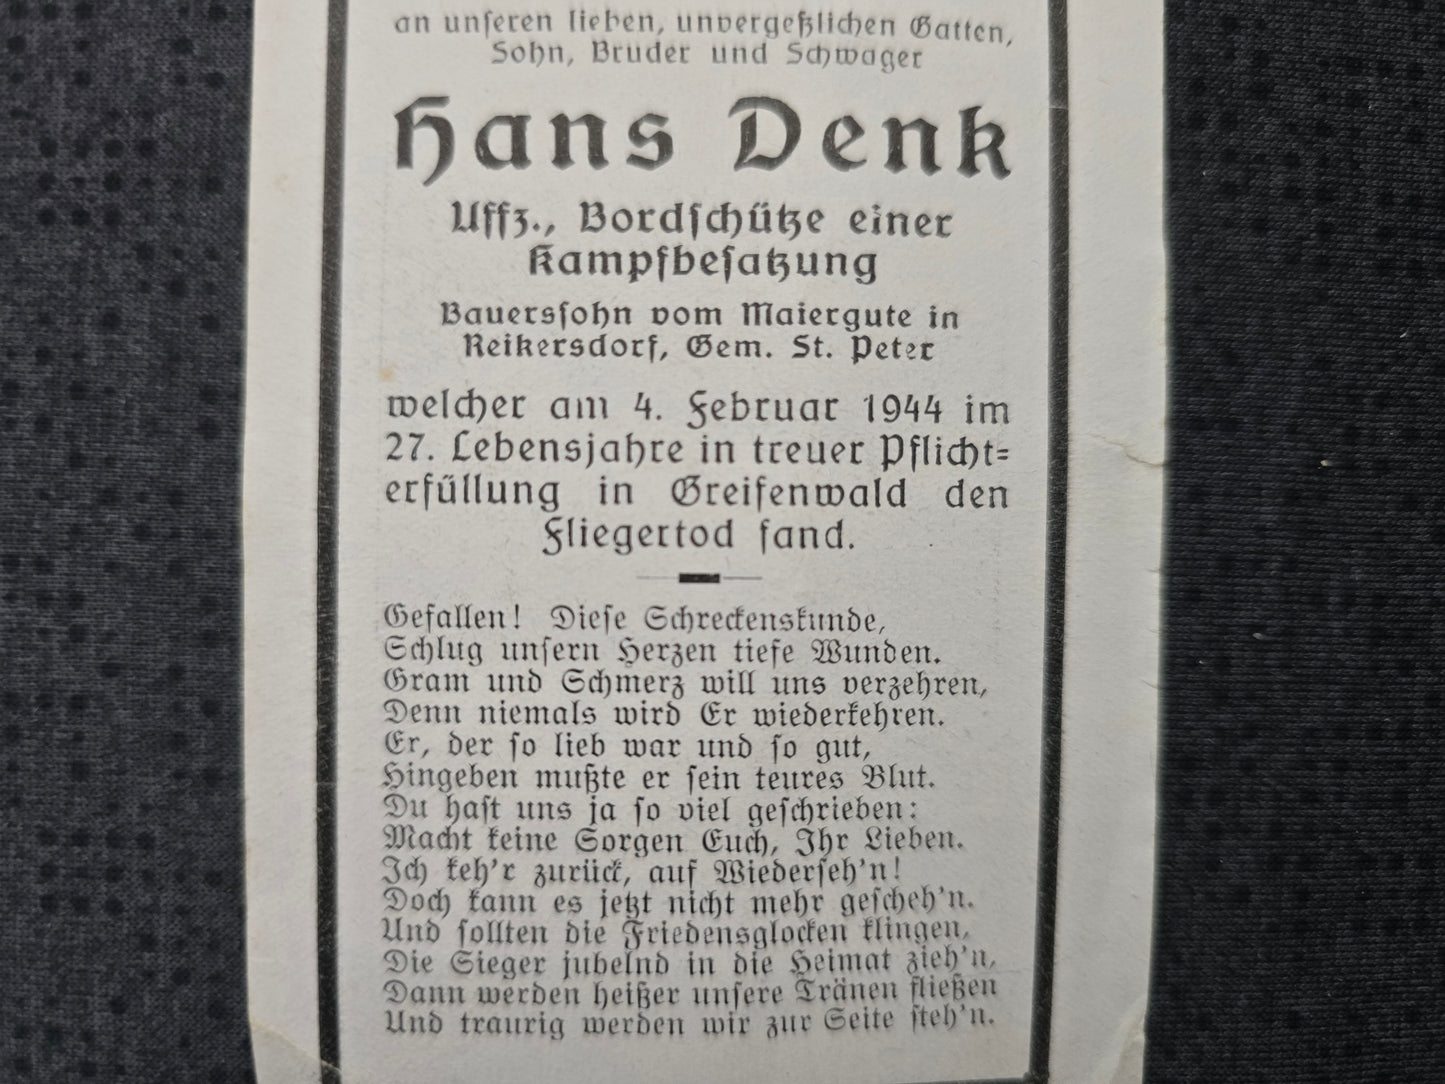 an unseren lieben, unvergeßlichen Gatten,
Sohn, Bruder und Schwager
Hans Denk
Uffz., Bordschütze einer
Kampfbesatzung
Bauerssohn vom Maiergute in
Reikersdorf, Gem. St. Peter
welcher am 4. Februar 1944 im
27. Lebensjahre in treuer Pflicht-
erfüllung in Greifenwald den
Fliegertod fand.
Gefallen! Diese Schreckenskunde,
Schlug unsern Herzen tiefe Wunden.
Gram und Schmerz will uns verzehren,
Denn niemals wird Er wiederkehren.
Er, der so lieb war und so gut,
Hingeben mußte er sein teures Blut.
Du hast uns ja so viel geschrieben:
Macht keine Sorgen Euch, Ihr Lieben.
Ich keh'r zurück, auf Wiederseh'n!
Doch kann es jetzt nicht mehr gescheh'n.
Und sollten die Friedensglocken klingen,
Die Sieger jubelnd in die Heimat zieh'n,
Dann werden heißer unsere Tränen fließen
Und traurig werden wir zur Seite steh'n.